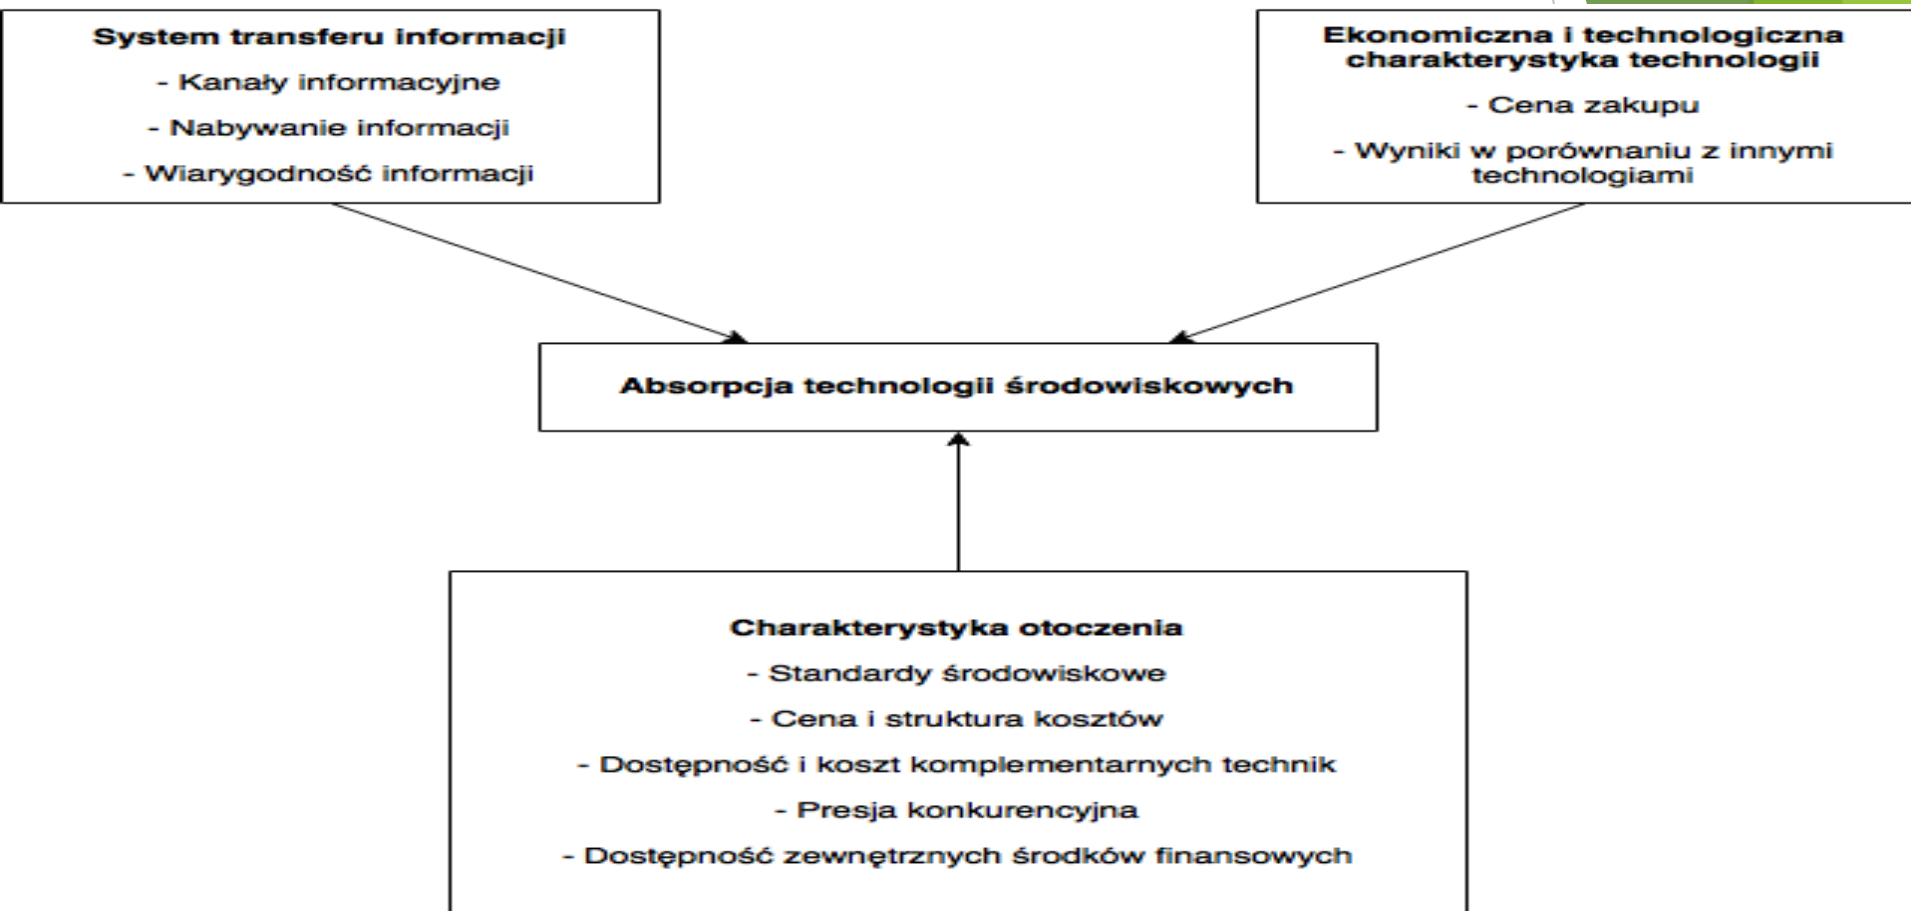 System transferu informacji
- Kanały informacyjne
- Nabywanie informacji
- Wiarygodność informacji
Ekonomiczna i technologiczna
charakterystyka technologii
- Cena zakupu
- Wyniki w porównaniu z innymi
technologiami
Absorpcja technologii środowiskowych
Charakterystyka otoczenia
- Standardy środowiskowe
- Cena i struktura kosztów
- Dostępność i koszt komplementarnych technik
- Presja konkurencyjna
- Dostępność zewnętrznych środków finansowych